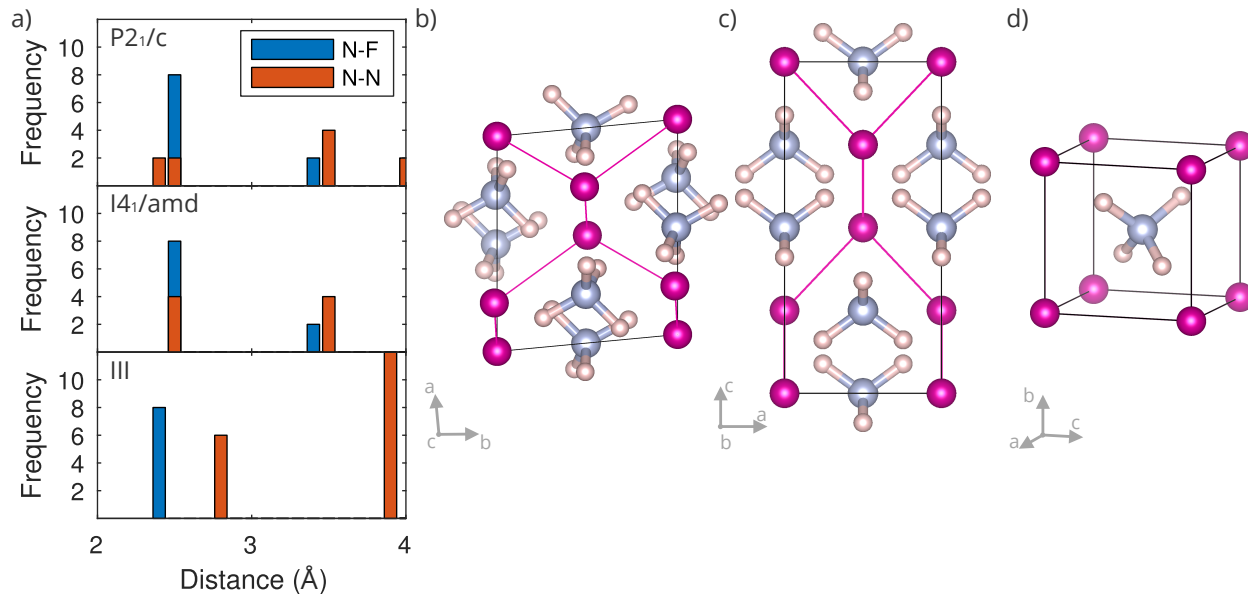 a)
P2₁/c
N-F
N-N
Frequency
10
8
6
4
2
I4₁/amd
Frequency
10
8
6
4
2
III
Frequency
10
8
6
4
2
2
3
4
Distance (Å)
b)
a
c
b
c)
c
a
b
d)
b
c
a